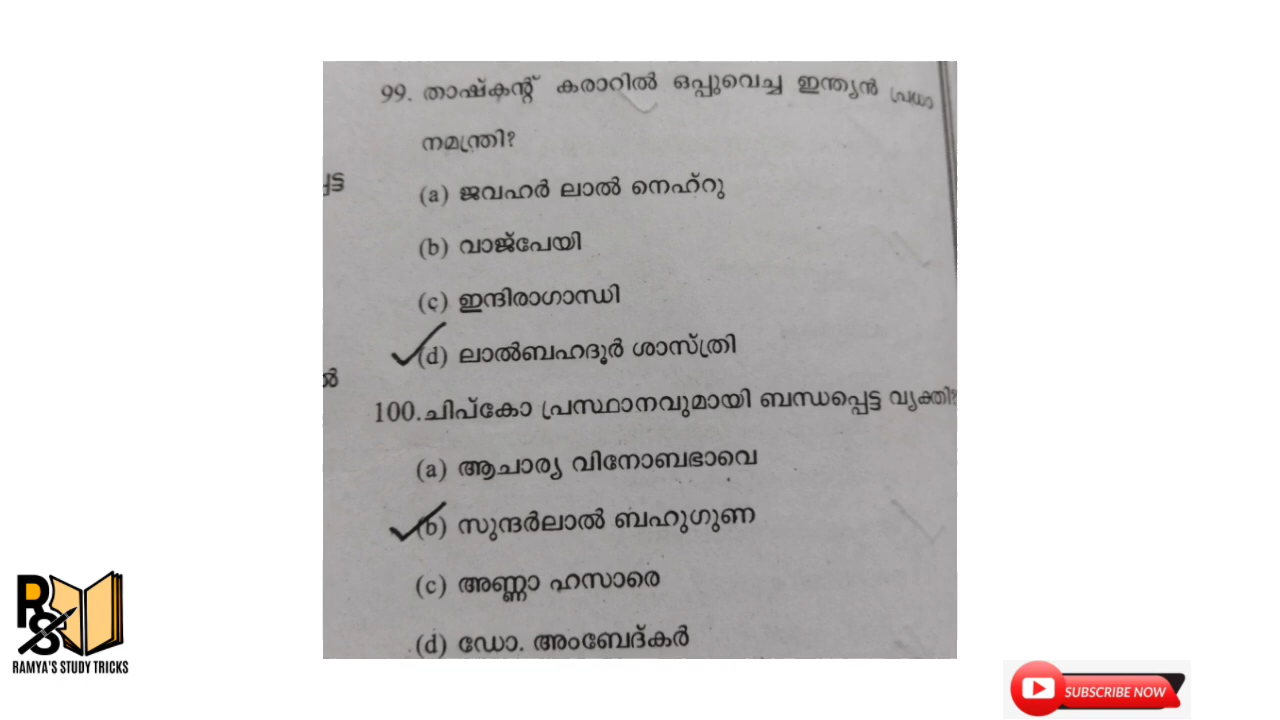 99. താഷ്കന്റ് കരാറിൽ ഒപ്പുവെച്ച ഇന്ത്യൻ പ്രധാ
നമന്ത്രി?
(a) ജവഹർ ലാൽ നെഹ്റു
(b) വാജ്പേയി
(c) ഇന്ദിരാഗാന്ധി
(d) ലാൽബഹദൂർ ശാസ്ത്രി
100. ചിപ്കോ പ്രസ്ഥാനവുമായി ബന്ധപ്പെട്ട വ്യക്തി?
(a) ആചാര്യ വിനോബഭാവെ
(b) സുന്ദർലാൽ ബഹുഗുണ
(c) അണ്ണാ ഹസാരെ
(d) ഡോ. അംബേദ്കർ
RS
RAMYA'S STUDY TRICKS
SUBSCRIBE NOW